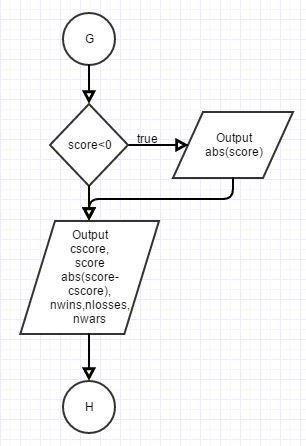 G
score<0
true
Output
abs(score)
Output
cscore,
score
abs(score-
cscore),
nwins,nlosses,
nwars
H